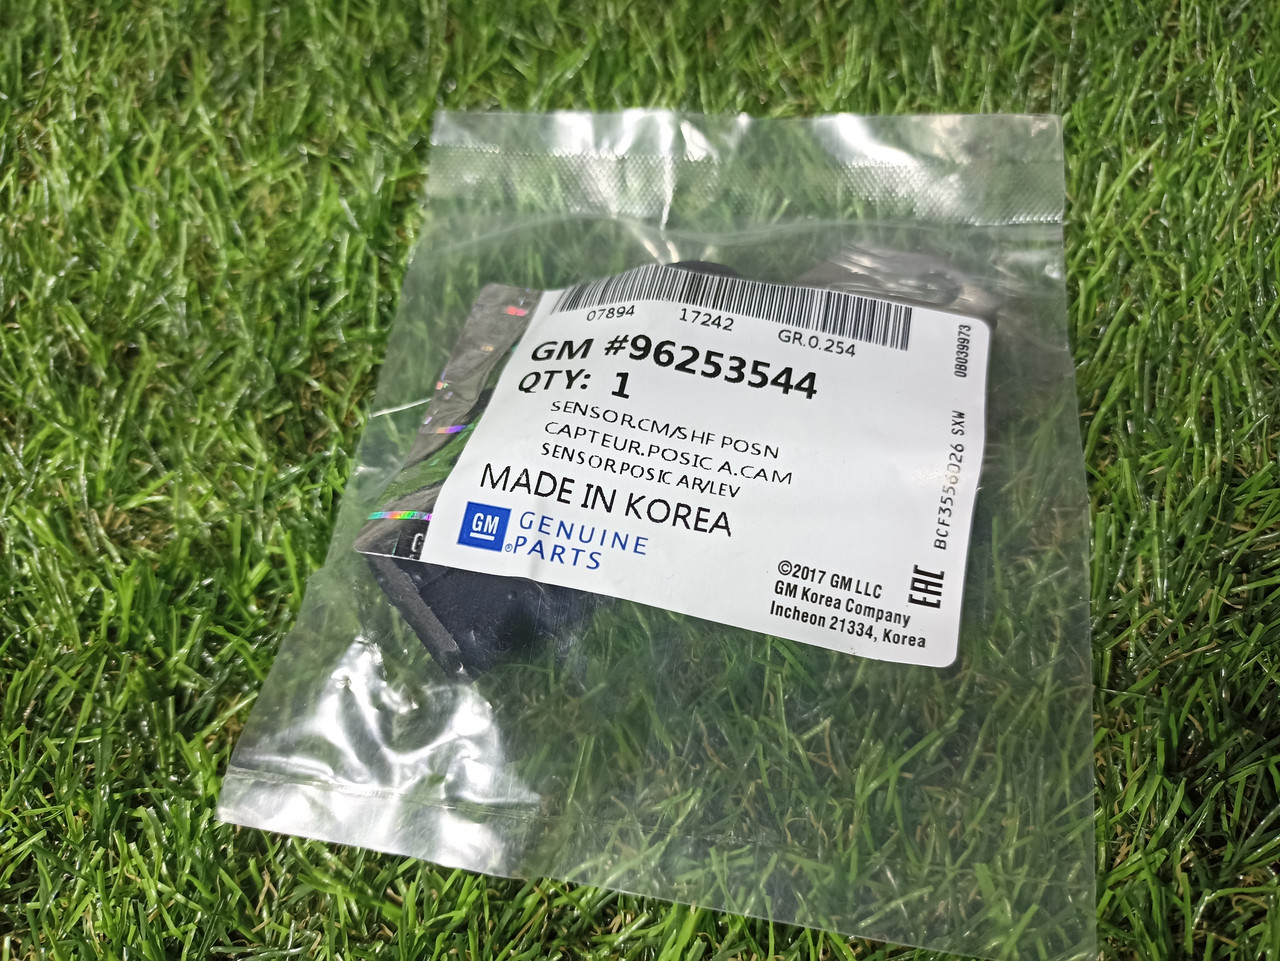 07894 17242 GR.0.254
GM #96253544
QTY: 1
SENSOR.CM/SHF POSN
CAPTEUR.POSIC A.CAM
SENSOR POSIC AR/LEV
MADE IN KOREA
GM
GENUINE
®PARTS
©2017 GM LLC
GM Korea Company
Incheon 21334, Korea
EAC
BCF3556026 SXW
0B039973